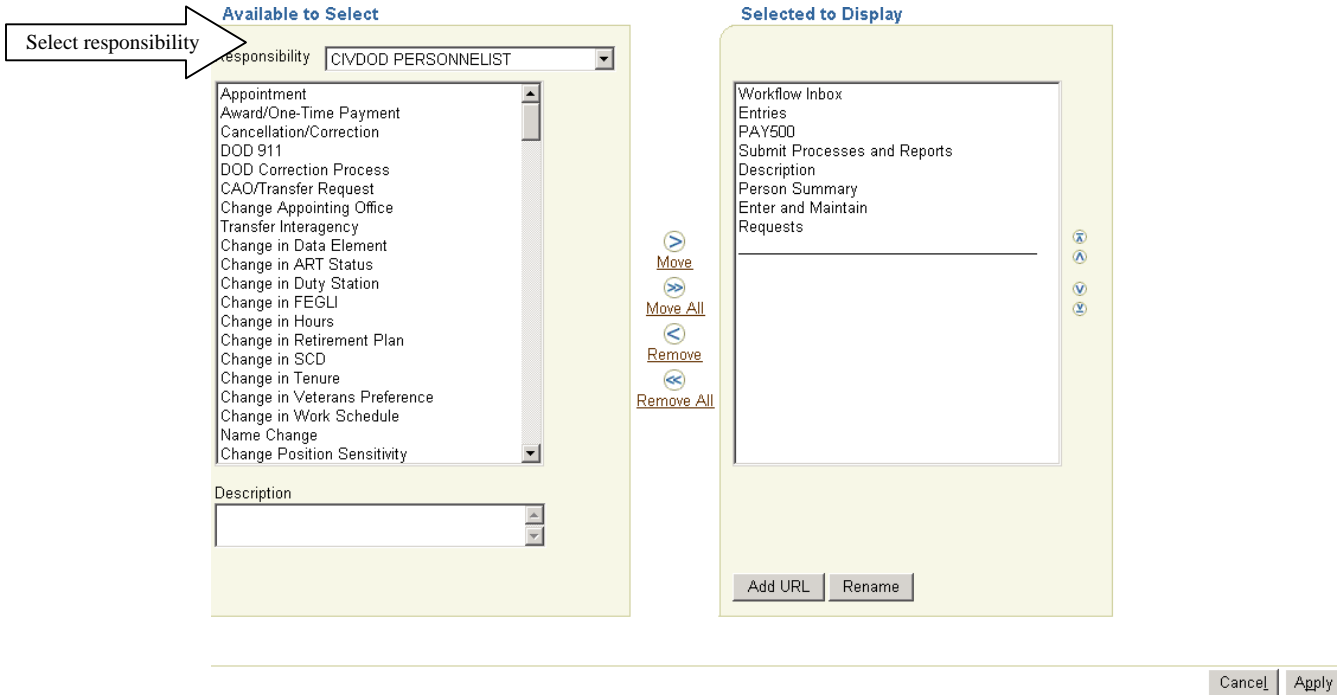 Available to Select
Selected to Display
Select responsibility
Responsibility
CIVDOD PERSONNELIST
Appointment
Award/One-Time Payment
Cancellation/Correction
DOD 911
DOD Correction Process
CAO/Transfer Request
Change Appointing Office
Transfer Interagency
Change in Data Element
Change in ART Status
Change in Duty Station
Change in FEGLI
Change in Hours
Change in Retirement Plan
Change in SCD
Change in Tenure
Change in Veterans Preference
Change in Work Schedule
Name Change
Change Position Sensitivity
Description
Move
Move All
Remove
Remove All
Workflow Inbox
Entries
PAY500
Submit Processes and Reports
Description
Person Summary
Enter and Maintain
Requests
Add URL
Rename
Cancel
Apply